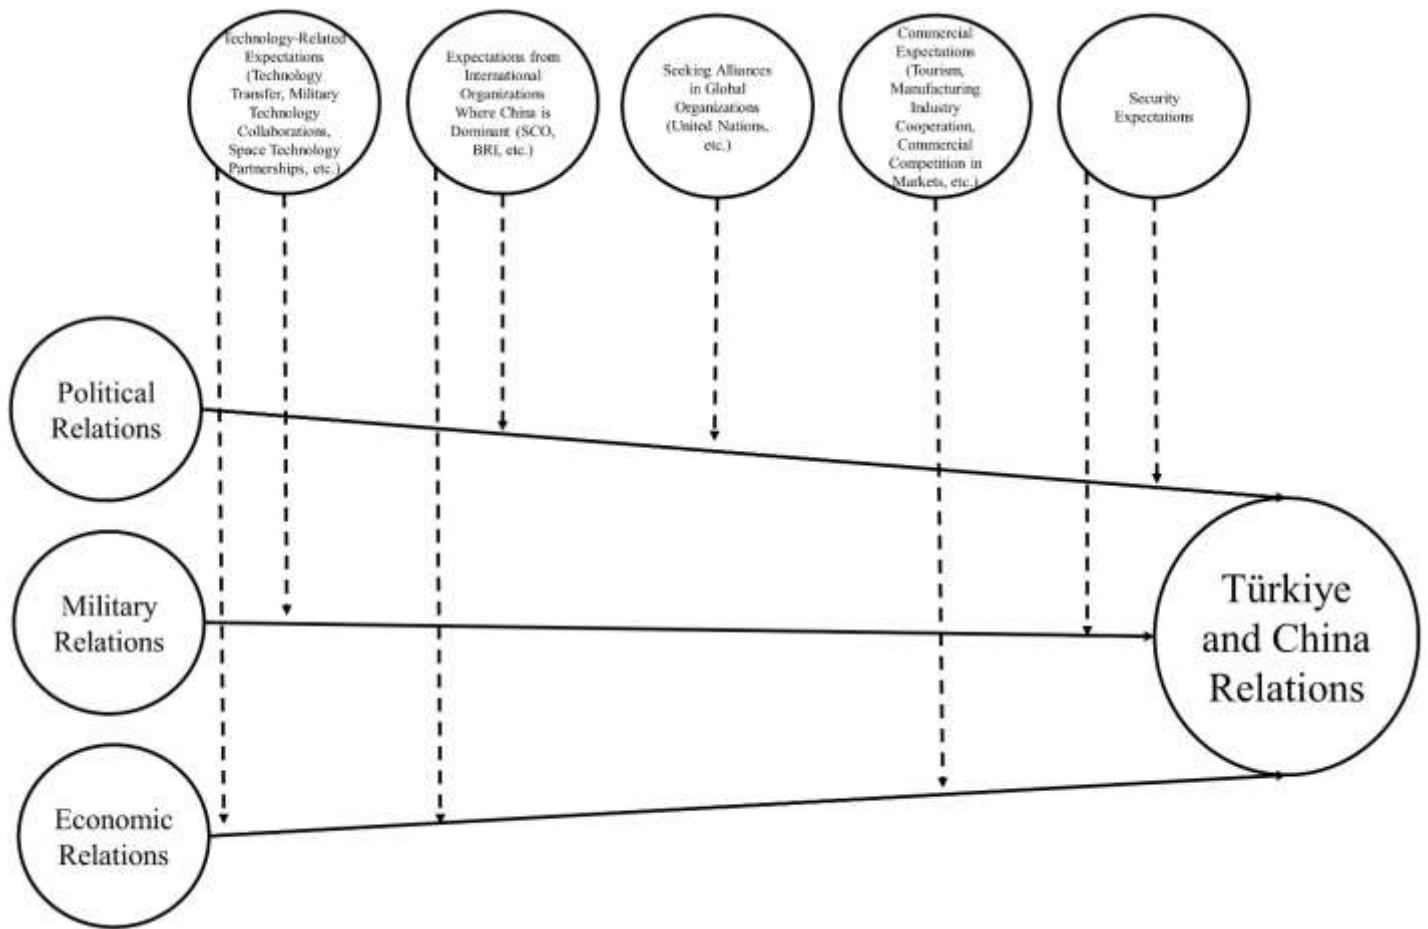 Technology-Related
Expectations
(Technology
Transfer, Military
Technology
Collaborations,
Space Technology
Partnerships, etc.)
Expectations from
International
Organizations
Where China is
Dominant (SCO,
BRI, etc.)
Seeking Alliances
in Global
Organizations
(United Nations,
etc.)
Commercial
Expectations
(Tourism,
Manufacturing
Industry
Cooperation,
Commercial
Competition in
Markets, etc.)
Security
Expectations
Political
Relations
Military
Relations
Economic
Relations
Türkiye
and China
Relations